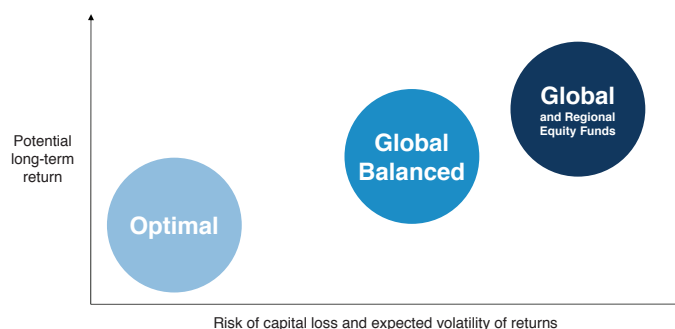 Potential
long-term
return
Optimal
Global
Balanced
Global
and Regional
Equity Funds
Risk of capital loss and expected volatility of returns